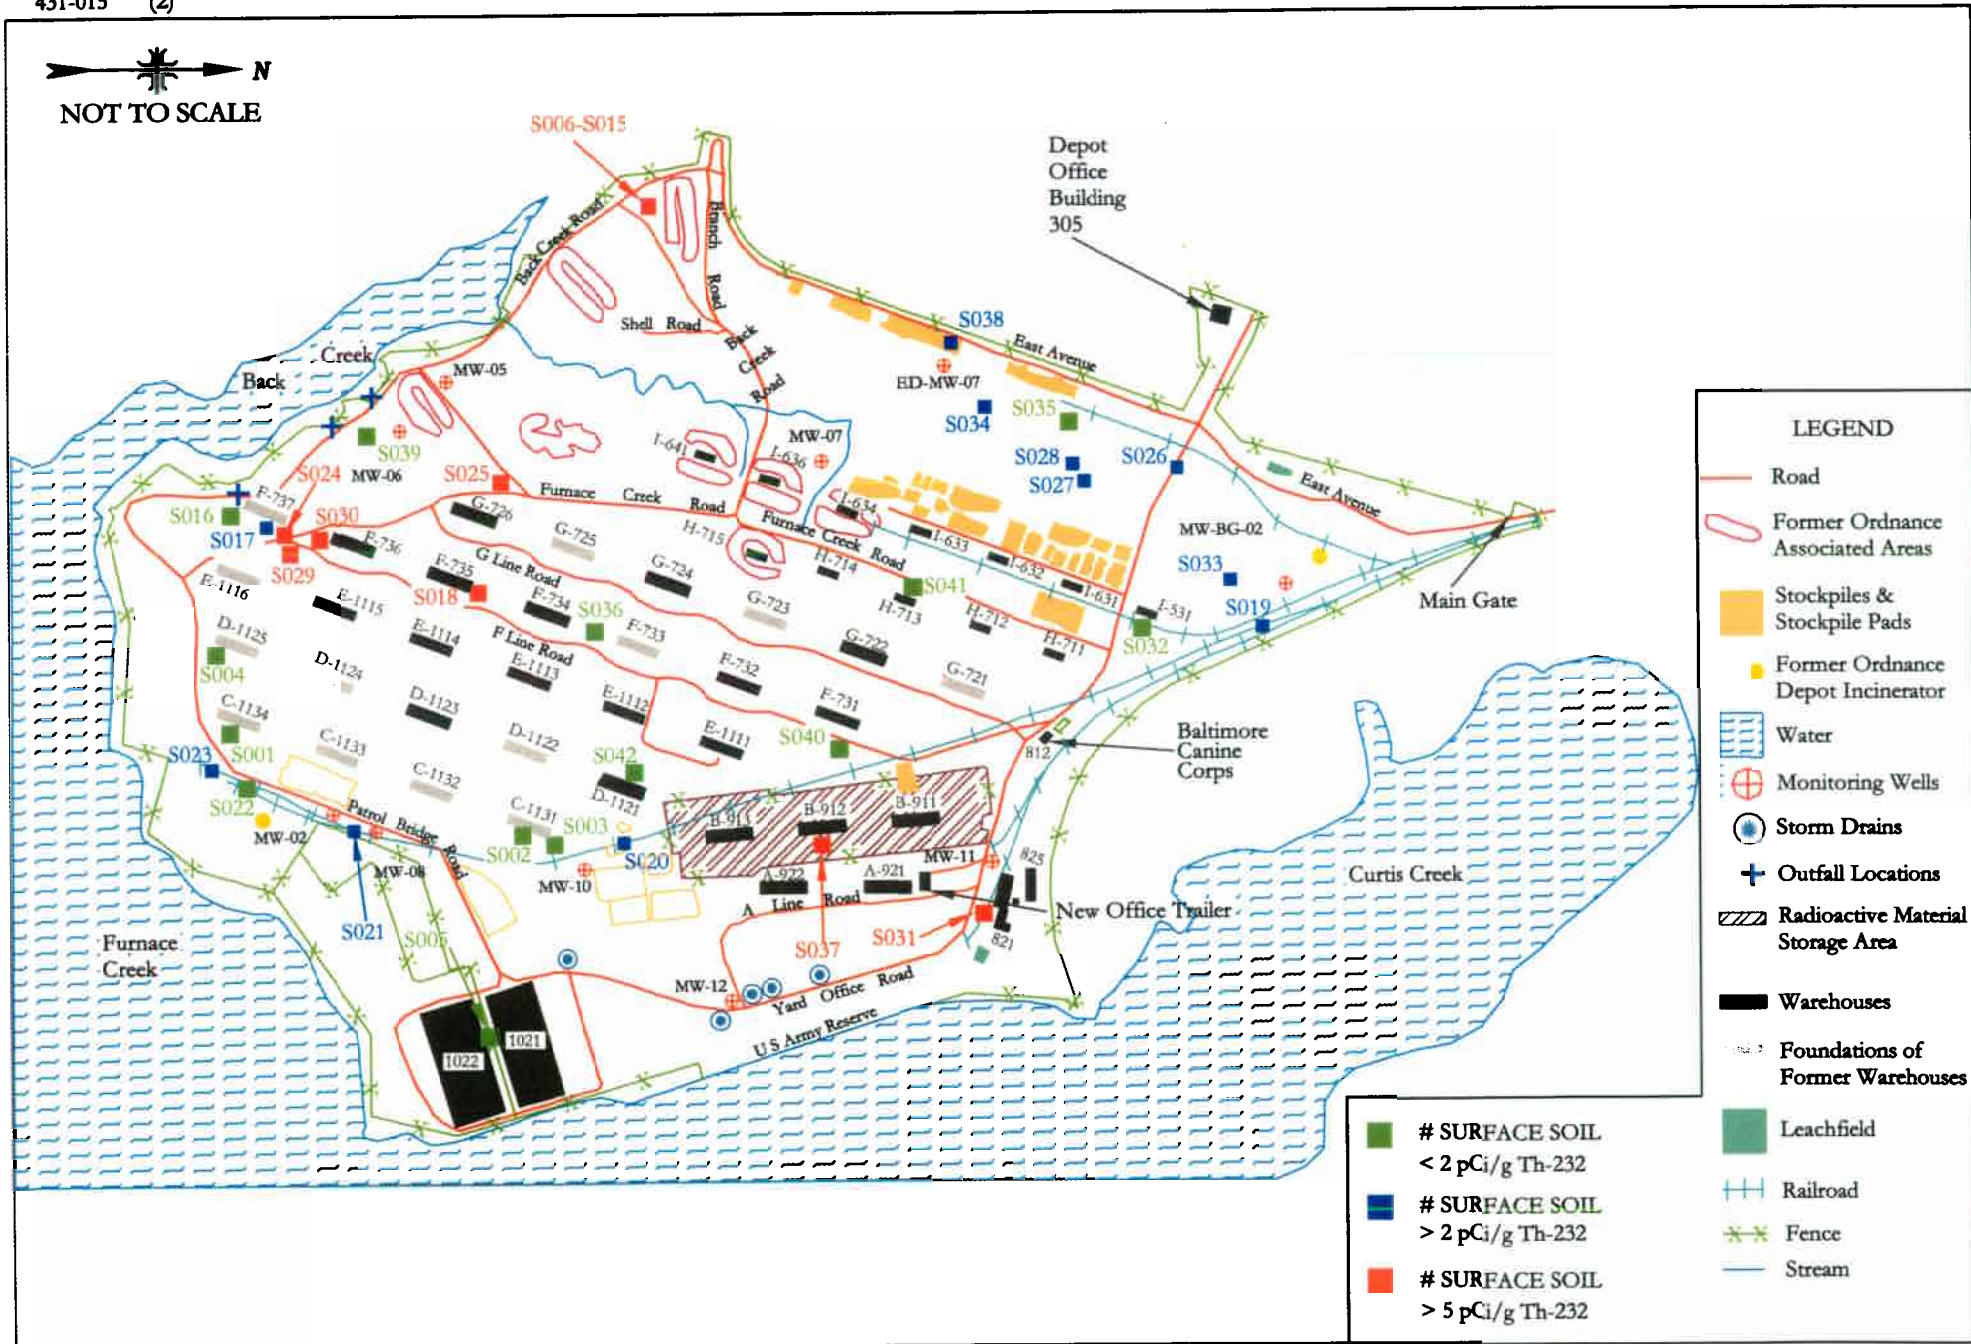 431-015 (2)
N
NOT TO SCALE
S006-S015
Depot
Office
Building
305
Back Creek Road
Branch Road
Shell Road
Back Creek Road
S038
East Avenue
ED-MW-07
S034
S035
S028
S027
S026
East Avenue
MW-BG-02
S033
S019
Main Gate
Creek
Back
MW-05
S039
MW-06
S024
S025
I-641
MW-07
I-636
I-634
I-633
I-632
I-631
I-531
S032
Furnace Creek Road
Furnace Creek Road
H-715
H-714
S041
H-713
H-712
H-711
F-737
S016
S017
S030
S029
F-736
G-726
G-725
G Line Road
G-724
G-723
G-722
G-721
F-735
S018
F-734
S036
F-733
F-732
F-731
F Line Road
E-1116
E-1115
E-1114
E-1113
E-1112
E-1111
S040
D-1125
S004
D-1124
D-1123
D-1122
S042
D-1121
C-1134
S001
C-1133
C-1132
C-1131
S003
S002
S023
S022
MW-02
Patrol Bridge Road
MW-08
S021
S005
MW-10
S020
B-911
B-912
B-911
A-922
A-921
A Line Road
MW-11
825
821
812
Baltimore
Canine
Corps
New Office Trailer
S037
S031
MW-12
Yard Office Road
U S Army Reserve
1022
1021
Furnace
Creek
Curtis Creek
LEGEND
Road
Former Ordnance
Associated Areas
Stockpiles &
Stockpile Pads
Former Ordnance
Depot Incinerator
Water
Monitoring Wells
Storm Drains
Outfall Locations
Radioactive Material
Storage Area
Warehouses
Foundations of
Former Warehouses
Leachfield
Railroad
Fence
Stream
# SURFACE SOIL
< 2 pCi/g Th-232
# SURFACE SOIL
> 2 pCi/g Th-232
# SURFACE SOIL
> 5 pCi/g Th-232